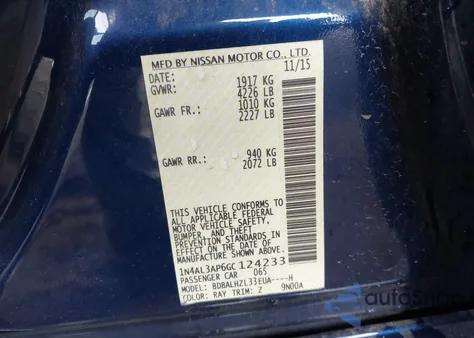 MFD BY NISSAN MOTOR CO., LTD.
DATE: 11/15
GVWR: 1917 KG
4226 LB
GAWR FR.: 1010 KG
2227 LB
GAWR RR.: 940 KG
2072 LB
THIS VEHICLE CONFORMS TO
ALL APPLICABLE FEDERAL
MOTOR VEHICLE SAFETY,
BUMPER, AND THEFT
PREVENTION STANDARDS IN
EFFECT ON THE DATE OF
MANUFACTURE SHOWN ABOVE.
1N4AL3AP6GC124233
PASSENGER CAR 06S
MODEL: BDBALHZL33EUA----H
COLOR: RAY TRIM: Z 9N00A